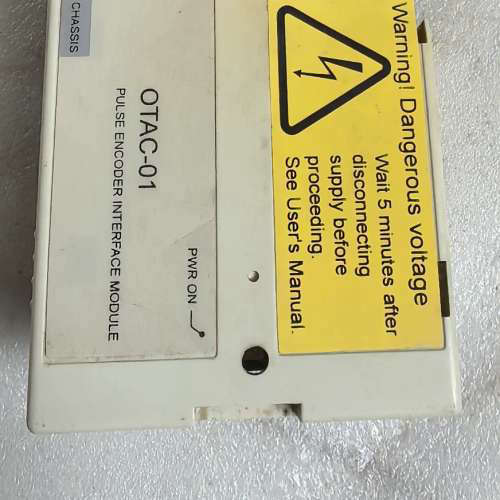 CHASSIS
OTAC-01
PULSE ENCODER INTERFACE MODULE
PWR ON
Warning! Dangerous voltage
Wait 5 minutes after
disconnecting
supply before
proceeding.
See User's Manual.